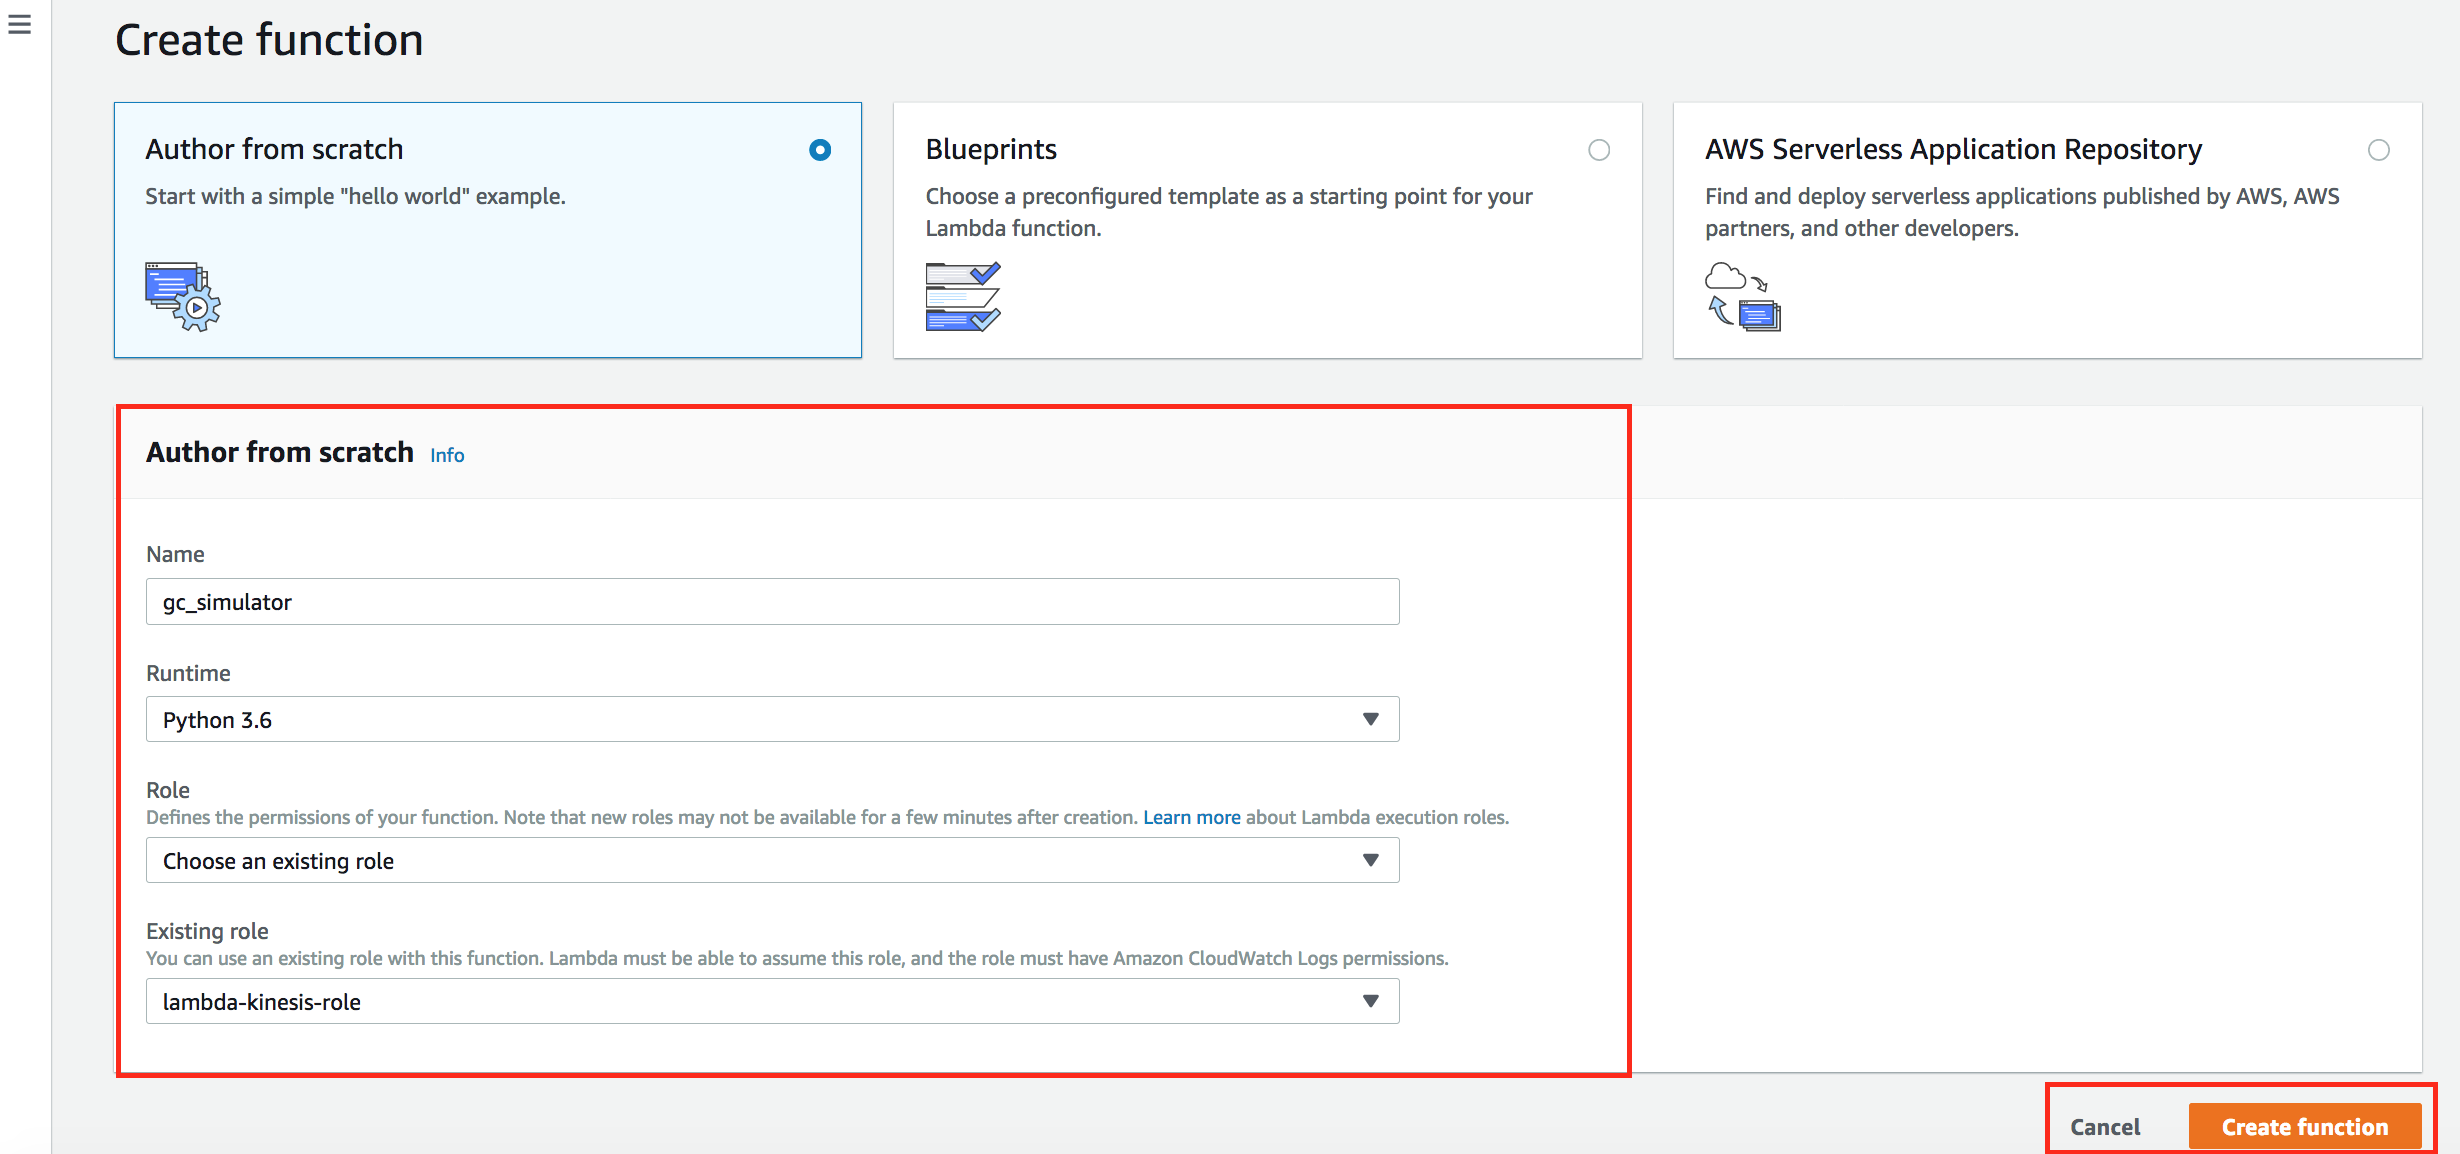 Create function
Author from scratch
Start with a simple "hello world" example.
Blueprints
Choose a preconfigured template as a starting point for your
Lambda function.
AWS Serverless Application Repository
Find and deploy serverless applications published by AWS, AWS
partners, and other developers.
Author from scratch Info
Name
gc_simulator
Runtime
Python 3.6
Role
Defines the permissions of your function. Note that new roles may not be available for a few minutes after creation. Learn more about Lambda execution roles.
Choose an existing role
Existing role
You can use an existing role with this function. Lambda must be able to assume this role, and the role must have Amazon CloudWatch Logs permissions.
lambda-kinesis-role
Cancel Create function